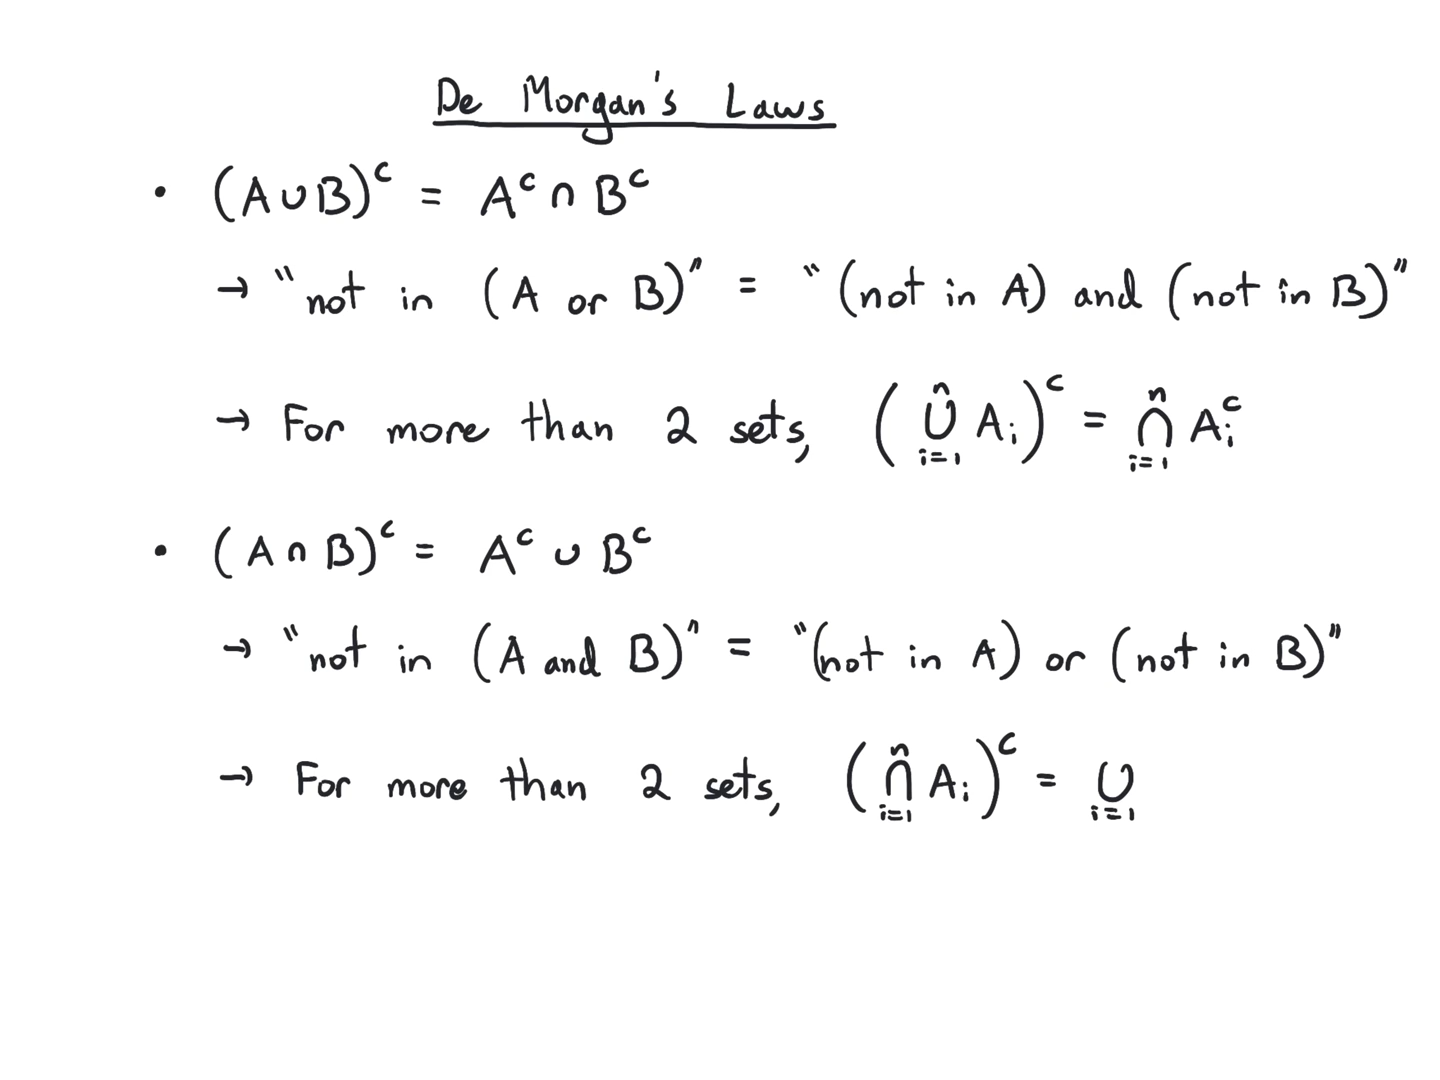 De Morgan's Laws
• (A∪B)ᶜ = Aᶜ ∩ Bᶜ
→ "not in (A or B)" = "(not in A) and (not in B)"
→ For more than 2 sets, (⋃ᵢ₌₁ⁿ Aᵢ)ᶜ = ⋂ᵢ₌₁ⁿ Aᵢᶜ
• (A ∩ B)ᶜ = Aᶜ ∪ Bᶜ
→ "not in (A and B)" = "(not in A) or (not in B)"
→ For more than 2 sets, (⋂ᵢ₌₁ⁿ Aᵢ)ᶜ = ⋃ᵢ₌₁